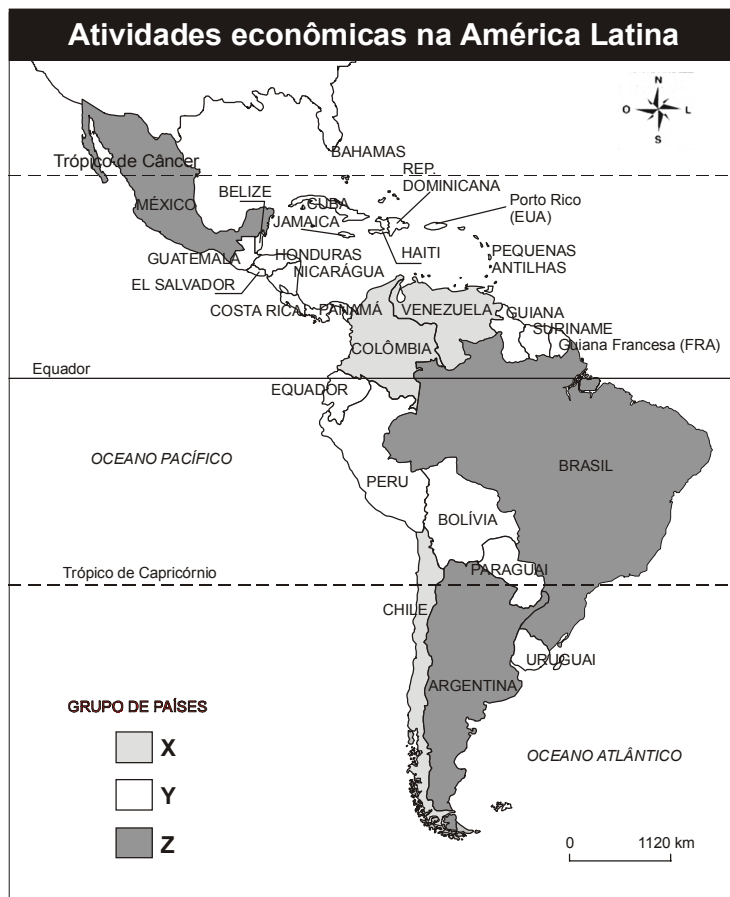 Atividades econômicas na América Latina
N
O
L
S
Trópico de Câncer
BAHAMAS
REP.
DOMINICANA
MÉXICO
BELIZE
CUBA
Porto Rico
(EUA)
JAMAICA
GUATEMALA
HONDURAS
HAITI
PEQUENAS
ANTILHAS
NICARÁGUA
EL SALVADOR
COSTA RICA
PANAMÁ
VENEZUELA
GUIANA
SURINAME
Guiana Francesa (FRA)
COLÔMBIA
Equador
EQUADOR
OCEANO PACÍFICO
BRASIL
PERU
BOLÍVIA
Trópico de Capricórnio
PARAGUAI
CHILE
URUGUAI
ARGENTINA
GRUPO DE PAÍSES
X
Y
Z
OCEANO ATLÂNTICO
0 1120 km